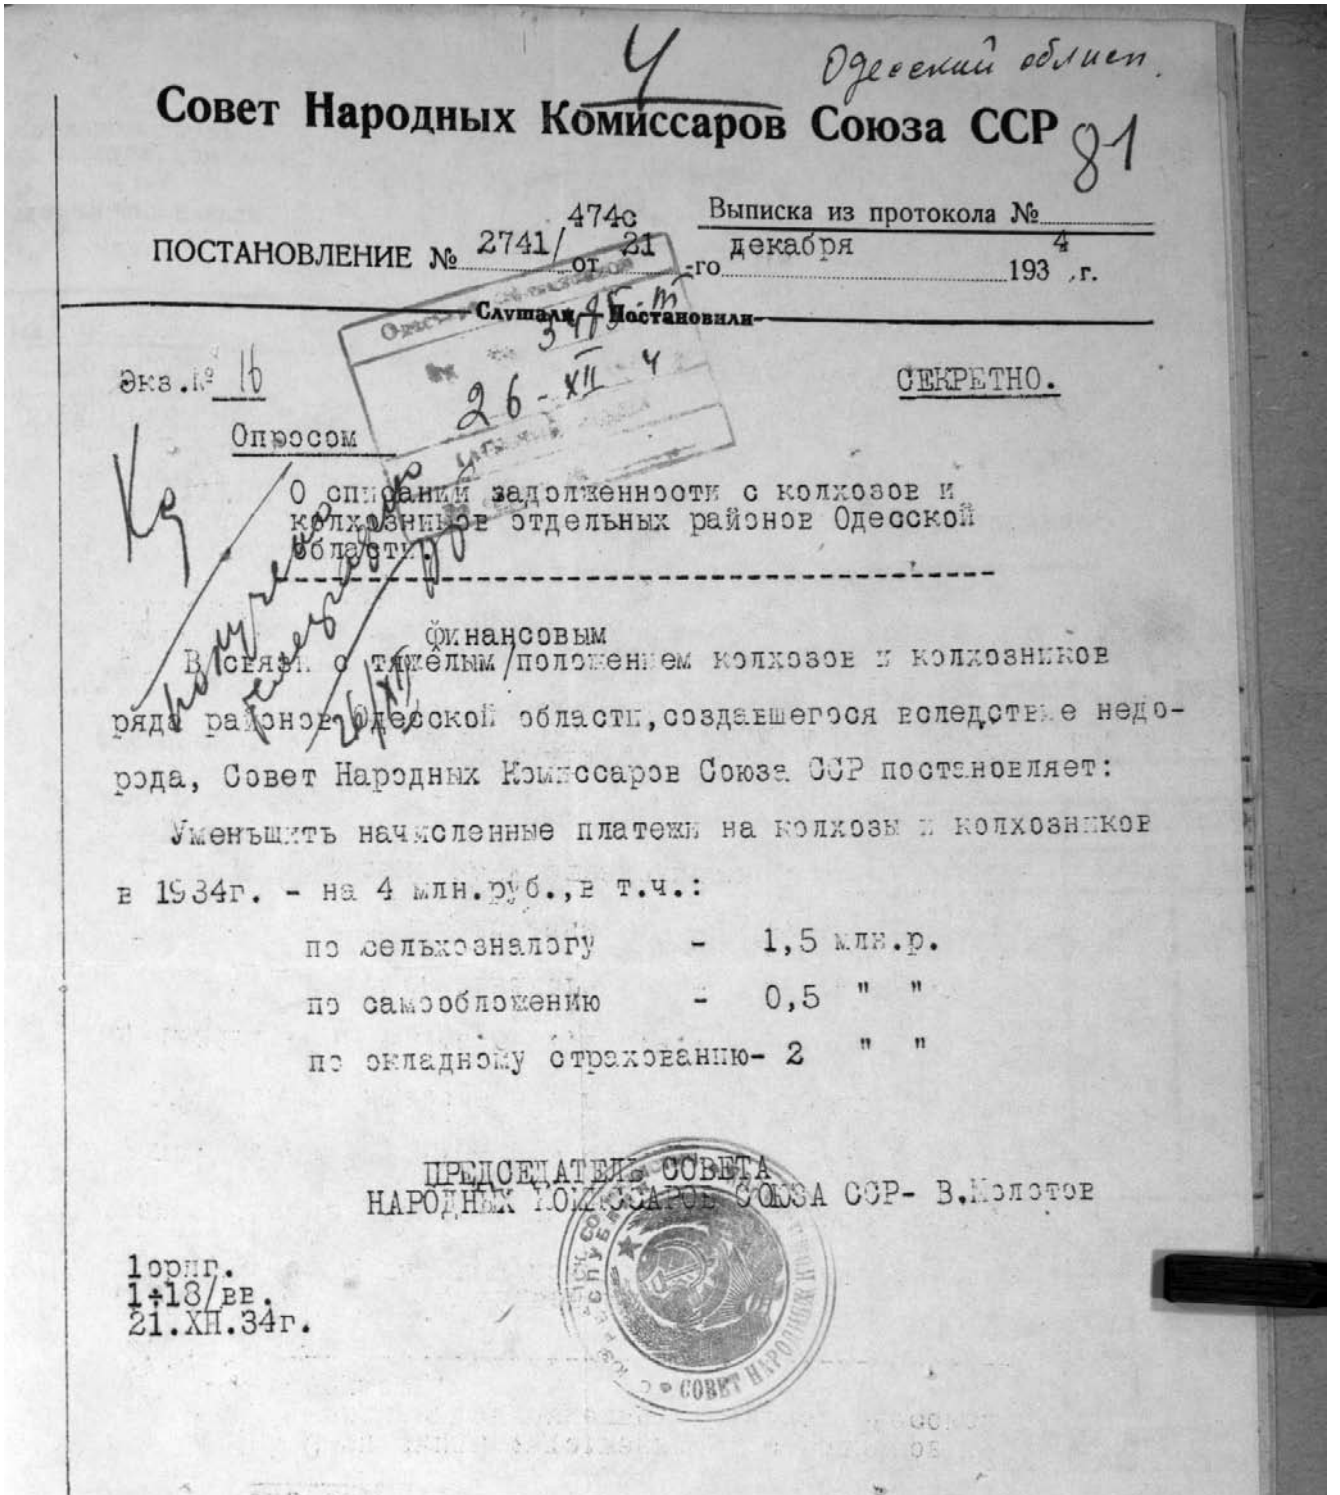 4
Одесский облисп.
Совет Народных Комиссаров Союза ССР
81
Выписка из протокола №
ПОСТАНОВЛЕНИЕ № 2741/474с от 21-го декабря 1934 г.
Слушали — Постановили
Экз.№ 16
26-XII 4
СЕКРЕТНО.
Опросом
О списании задолженности с колхозов и
колхозников отдельных районов Одесской
области.
финансовым
В связи с тяжёлым/положением колхозов и колхозников
ряда районов Одесской области,создавшегося вследствие недо-
рода, Совет Народных Комиссаров Союза ССР постановляет:
Уменьшить начисленные платежи на колхозы и колхозников
в 1934г. - на 4 млн.руб.,в т.ч.:
по сельхозналогу - 1,5 млн.р.
по самообложению - 0,5 " "
по окладному страхованию- 2 " "
ПРЕДСЕДАТЕЛЬ СОВЕТА
НАРОДНЫХ КОМИССАРОВ СОЮЗА ССР- В.Молотов
1ориг.
1+18/вв.
21.XII.34г.
СОВЕТ НАРОДНЫХ